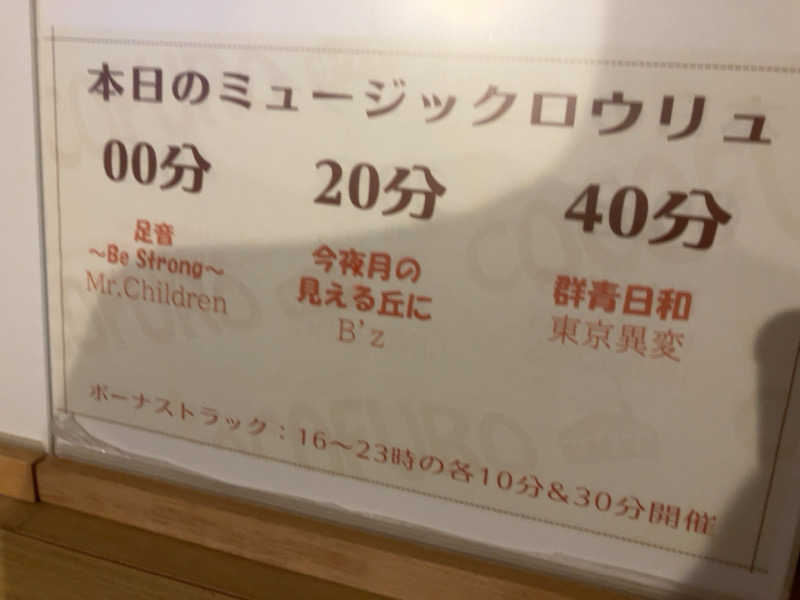 本日のミュージックロウリュ
00分
20分
40分
足音
～Be Strong～
Mr.Children
今夜月の
見える丘に
B'z
群青日和
東京異変
ボーナストラック：16～23時の各10分&30分開催